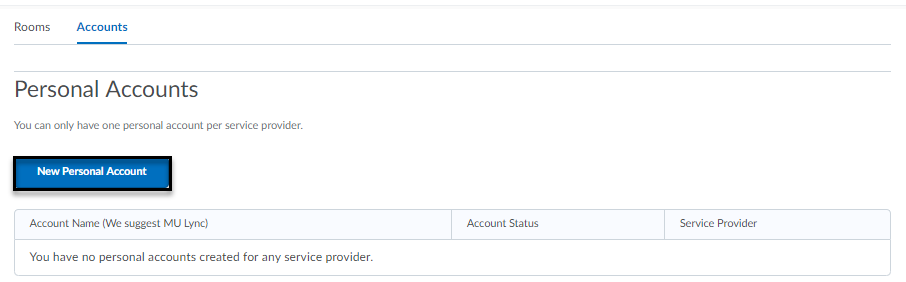 Rooms Accounts
Personal Accounts
You can only have one personal account per service provider.
New Personal Account
Account Name (We suggest MU Lync) Account Status Service Provider
You have no personal accounts created for any service provider.